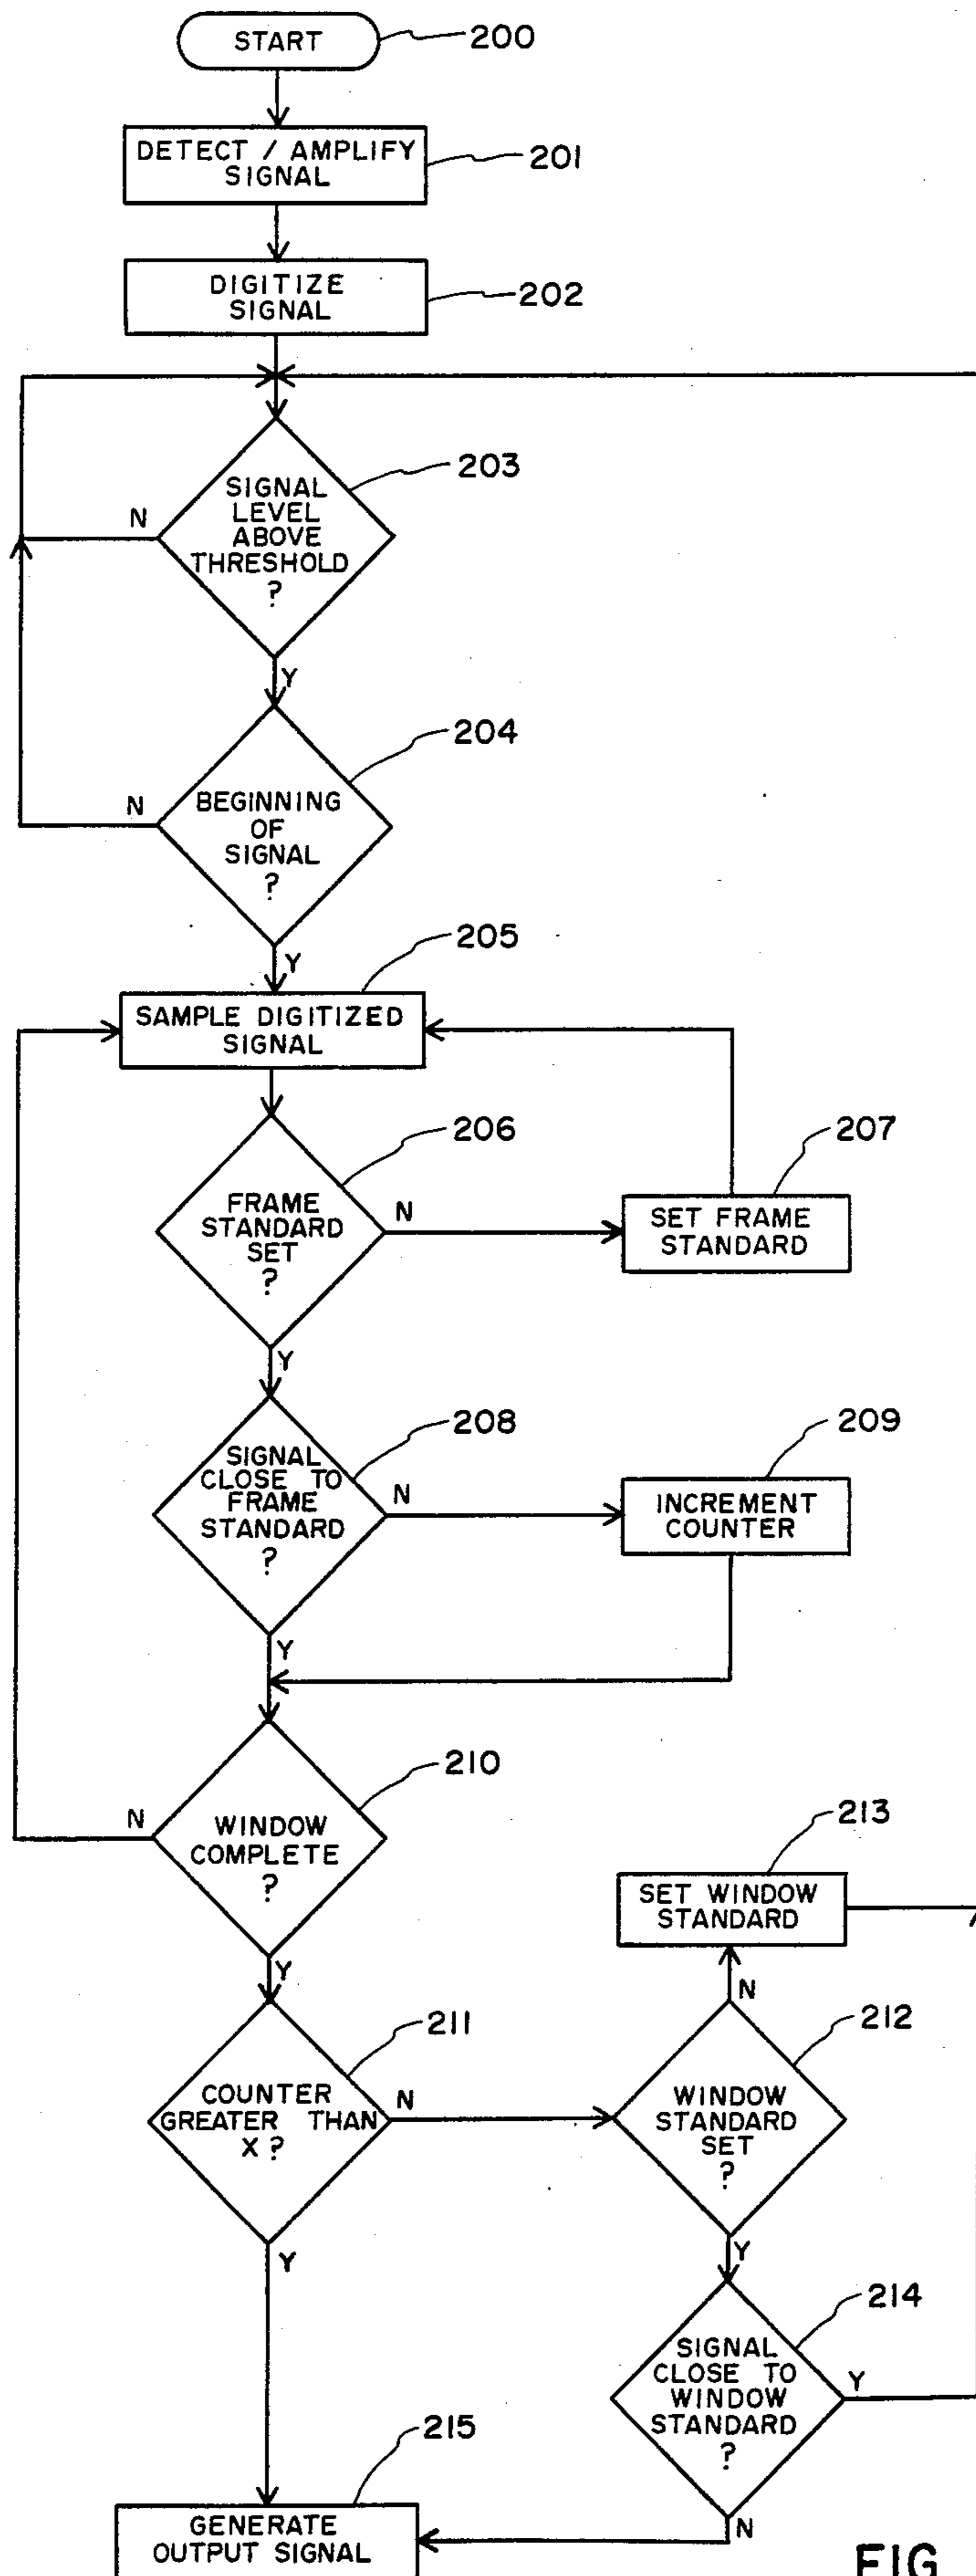 START
200
DETECT / AMPLIFY
SIGNAL
201
DIGITIZE
SIGNAL
202
203
SIGNAL
LEVEL
ABOVE
THRESHOLD
?
N
Y
204
BEGINNING
OF
SIGNAL
?
N
Y
205
SAMPLE DIGITIZED
SIGNAL
206
FRAME
STANDARD
SET
?
N
207
SET FRAME
STANDARD
Y
208
SIGNAL
CLOSE TO
FRAME
STANDARD
?
N
209
INCREMENT
COUNTER
Y
210
WINDOW
COMPLETE
?
N
Y
213
SET WINDOW
STANDARD
N
211
COUNTER
GREATER THAN
X ?
N
212
WINDOW
STANDARD
SET
?
Y
Y
214
SIGNAL
CLOSE TO
WINDOW
STANDARD
?
Y
N
215
GENERATE
OUTPUT SIGNAL
FIG